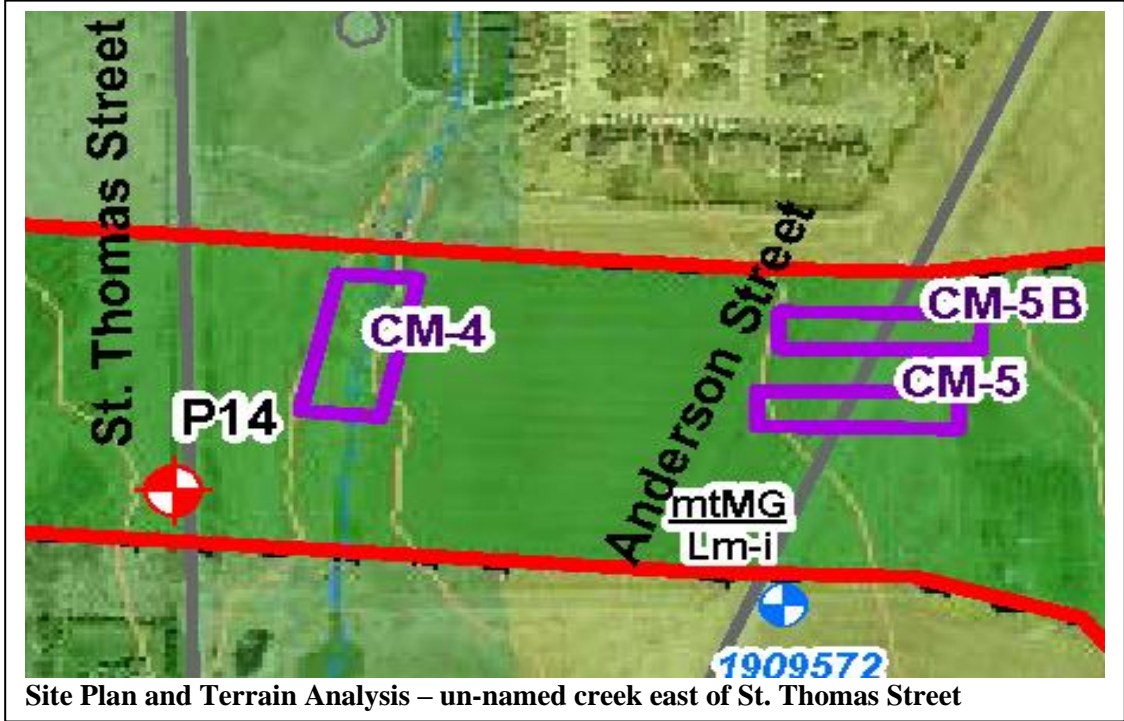 St. Thomas Street
CM-4
P14
Anderson Street
CM-5B
CM-5
mtMG
Lm-i
1909572
Site Plan and Terrain Analysis – un-named creek east of St. Thomas Street